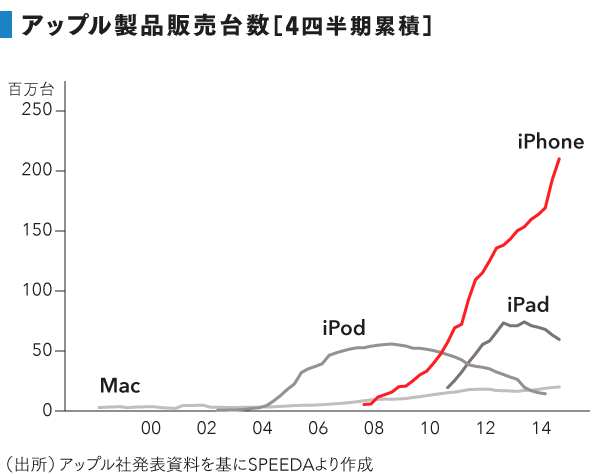 アップル製品販売台数[4四半期累積]
百万台
250
200
150
100
50
0
iPhone
iPad
iPod
Mac
00 02 04 06 08 10 12 14
（出所）アップル社発表資料を基にSPEEDAより作成